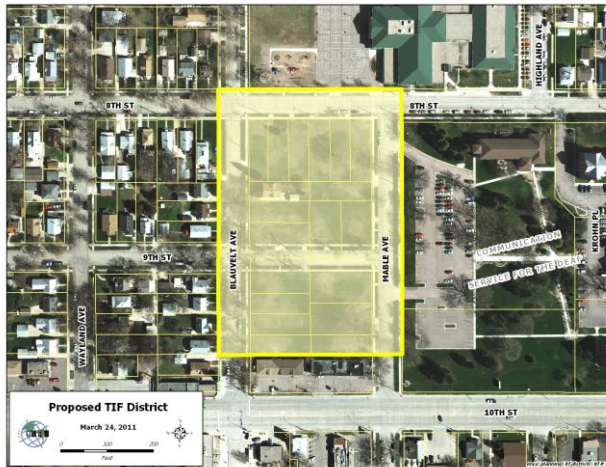 HIGHLAND AVE
8TH ST
8TH ST
BLAUVELT AVE
MABLE AVE
KROHN PL
COMMUNICATION
SERVICE FOR THE DEAF
9TH ST
WAYLAND AVE
10TH ST
Proposed TIF District
March 24, 2011
0 100 200
Feet